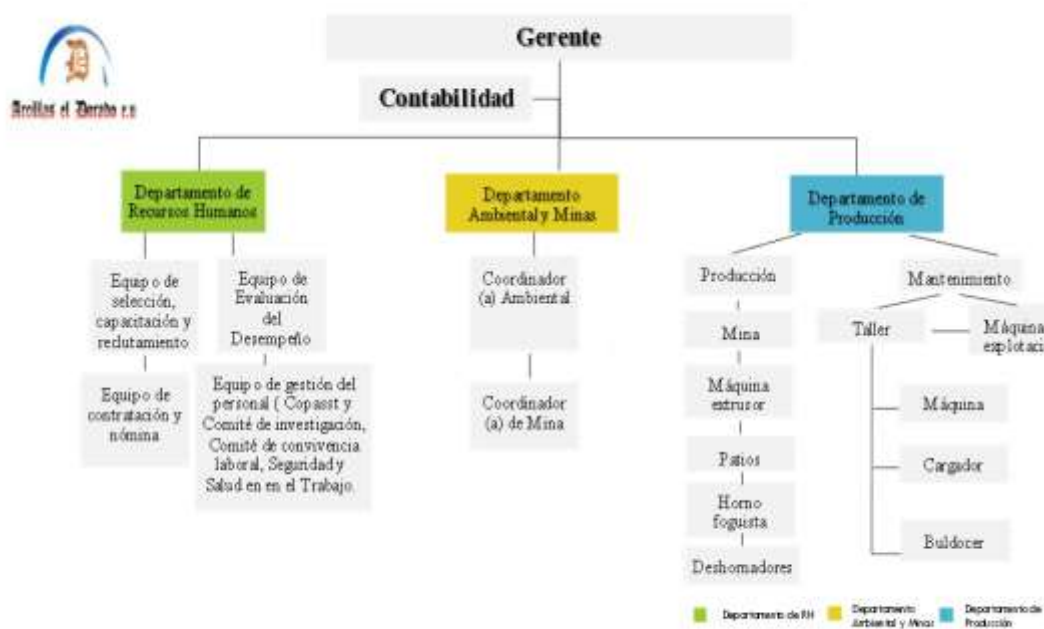 Gerente
Contabilidad
Arcillas el Dorado e.u
Departamento de
Recursos Humanos
Departamento
Ambiental y Minas
Departamento de
Producción
Equipo de
selección,
capacitación y
reclutamiento
Equipo de
Evaluación
del
Desempeño
Equipo de
contratación y
nómina
Equipo de gestión del
personal ( Copasst y
Comité de investigación,
Comité de convivencia
laboral, Seguridad y
Salud en en el Trabajo.
Coordinador
(a) Ambiental
Coordinador
(a) de Mina
Producción
Mina
Máquina
extrusor
Patios
Horno
foguista
Deshornadores
Mantenimiento
Taller
Máquina
explotaci
Máquina
Cargador
Buldocer
Departamento de RH
Departamento
Ambiental y Minas
Departamento de
Producción